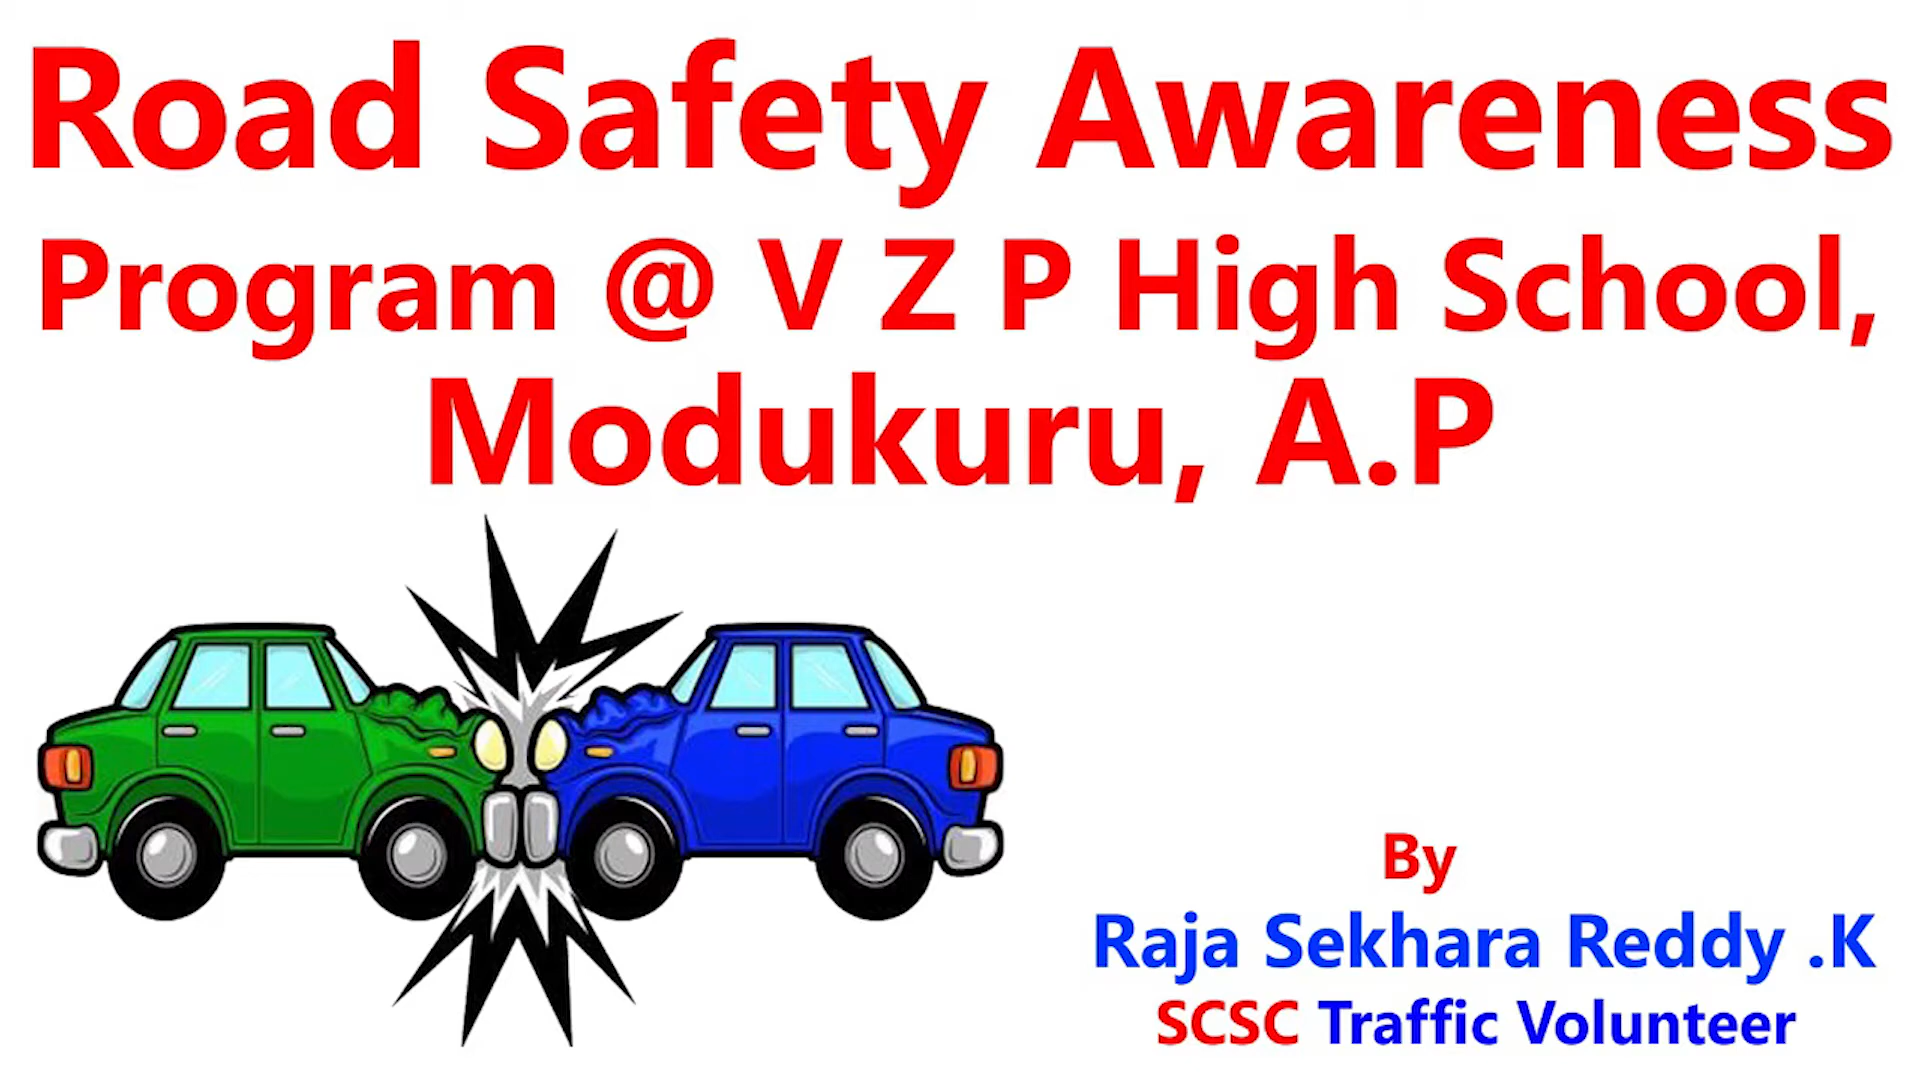 Road Safety Awareness
Program @ V Z P High School,
Modukuru, A.P
By
Raja Sekhara Reddy .K
SCSC Traffic Volunteer